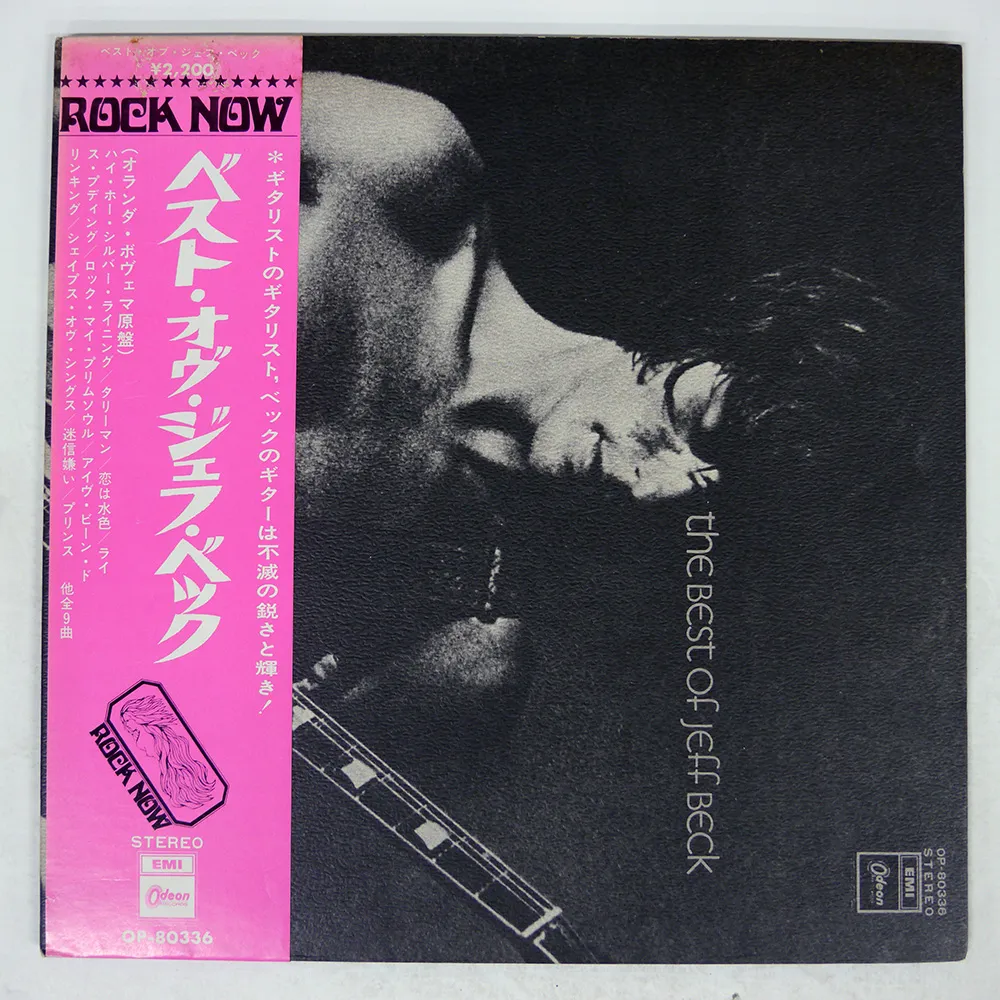 ベスト・オブ・ジェフ・ベック
¥2,200
ROCK NOW
＊ギタリストのギタリスト,ベックのギターは不滅の鋭さと輝き！
ベスト・オヴ・ジェフ・ベック
(オランダ・ボヴェマ原盤)
ハイ・ホー・シルバー・ライニング/タリーマン/恋は水色/ライ
ス・プディング/ロック・マイ・プリムソウル/アイヴ・ビーン・ド
リンキング/シェイプス・オヴ・シングス/迷信嫌い/プリンス 他全9曲
ROCK NOW
STEREO
EMI
Odeon
OP-80336
the BEST OF JEFF BECK
OP-80336
STEREO
EMI
Odeon